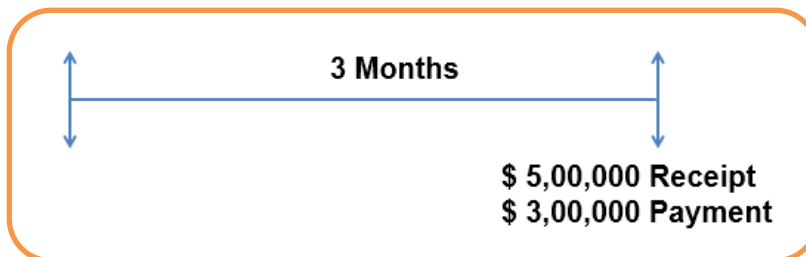 3 Months
$ 5,00,000 Receipt
$ 3,00,000 Payment